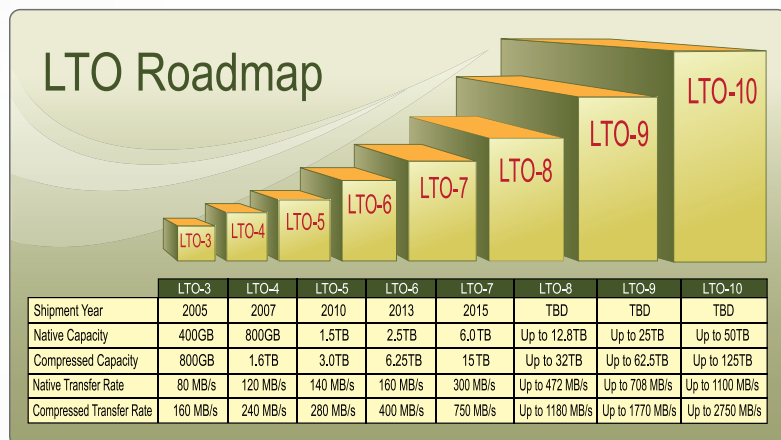 LTO Roadmap
LTO-3
LTO-4
LTO-5
LTO-6
LTO-7
LTO-8
LTO-9
LTO-10
LTO-3 LTO-4 LTO-5 LTO-6 LTO-7 LTO-8 LTO-9 LTO-10
Shipment Year 2005 2007 2010 2013 2015 TBD TBD TBD
Native Capacity 400GB 800GB 1.5TB 2.5TB 6.0TB Up to 12.8TB Up to 25TB Up to 50TB
Compressed Capacity 800GB 1.6TB 3.0TB 6.25TB 15TB Up to 32TB Up to 62.5TB Up to 125TB
Native Transfer Rate 80 MB/s 120 MB/s 140 MB/s 160 MB/s 300 MB/s Up to 472 MB/s Up to 708 MB/s Up to 1100 MB/s
Compressed Transfer Rate 160 MB/s 240 MB/s 280 MB/s 400 MB/s 750 MB/s Up to 1180 MB/s Up to 1770 MB/s Up to 2750 MB/s